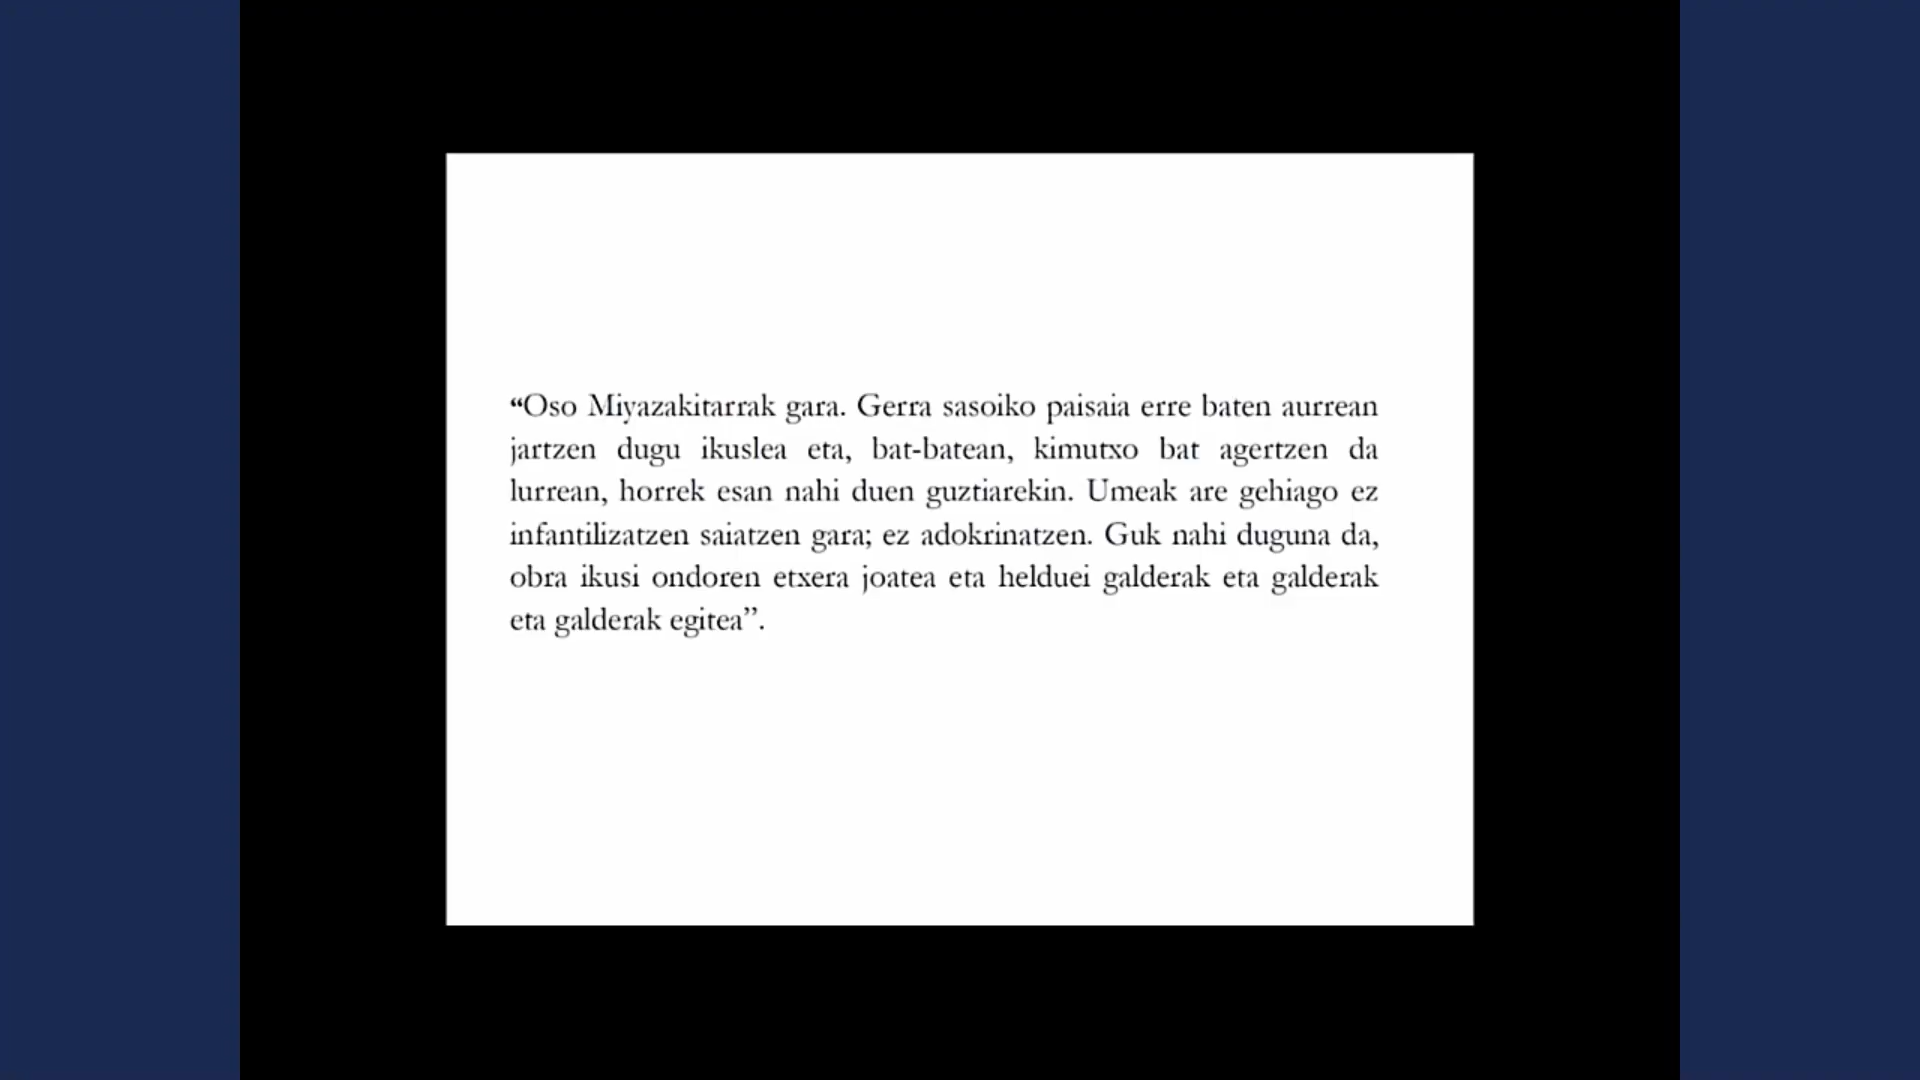 “Oso Miyazakitarrak gara. Gerra sasoiko paisaia erre baten aurrean
jartzen dugu ikuslea eta, bat-batean, kimutxo bat agertzen da
lurrean, horrek esan nahi duen guztiarekin. Umeak are gehiago ez
infantilizatzen saiatzen gara; ez adokrinatzen. Guk nahi duguna da,
obra ikusi ondoren etxera joatea eta helduei galderak eta galderak
eta galderak egitea”.